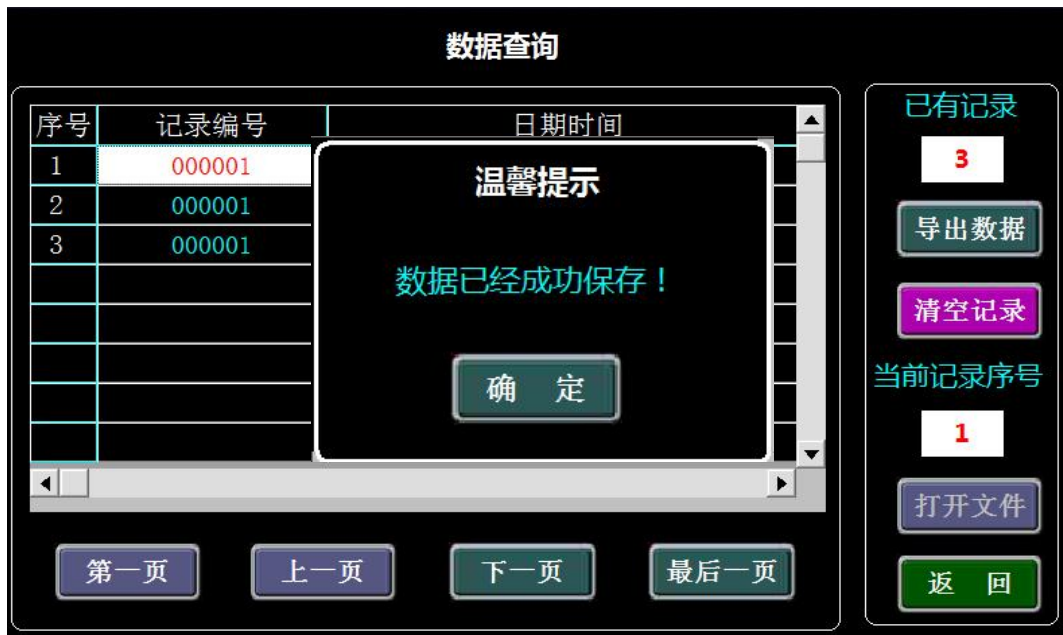 数据查询
序号 记录编号 日期时间
1 000001
2 000001
3 000001
温馨提示
数据已经成功保存！
确 定
第一页 上一页 下一页 最后一页
已有记录
3
导出数据
清空记录
当前记录序号
1
打开文件
返 回